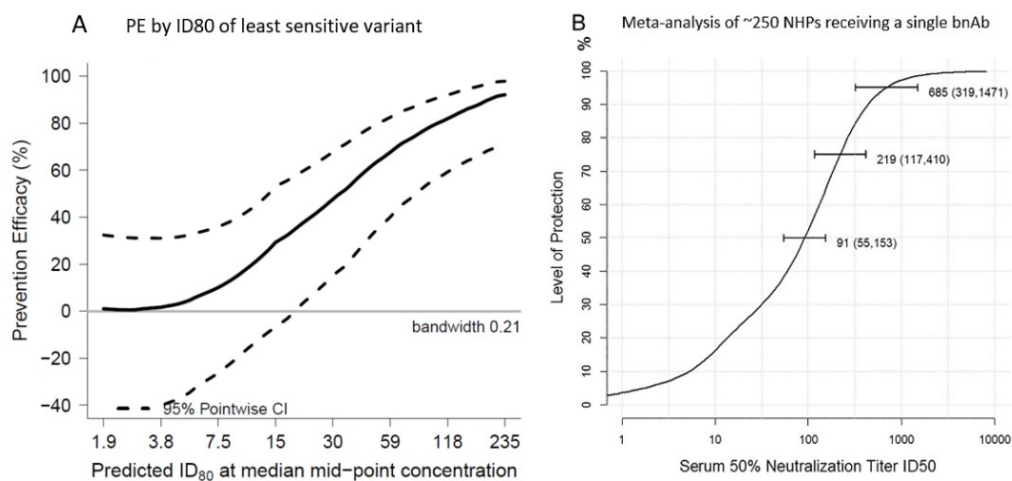 A PE by ID80 of least sensitive variant
Prevention Efficacy (%)
100
80
60
40
20
0
−20
−40
bandwidth 0.21
95% Pointwise CI
1.9 3.8 7.5 15 30 59 118 235
Predicted ID80 at median mid−point concentration
B Meta-analysis of ~250 NHPs receiving a single bnAb
%
Level of Protection
100
90
80
70
60
50
40
30
20
10
0
685 (319,1471)
219 (117,410)
91 (55,153)
1 10 100 1000 10000
Serum 50% Neutralization Titer ID50